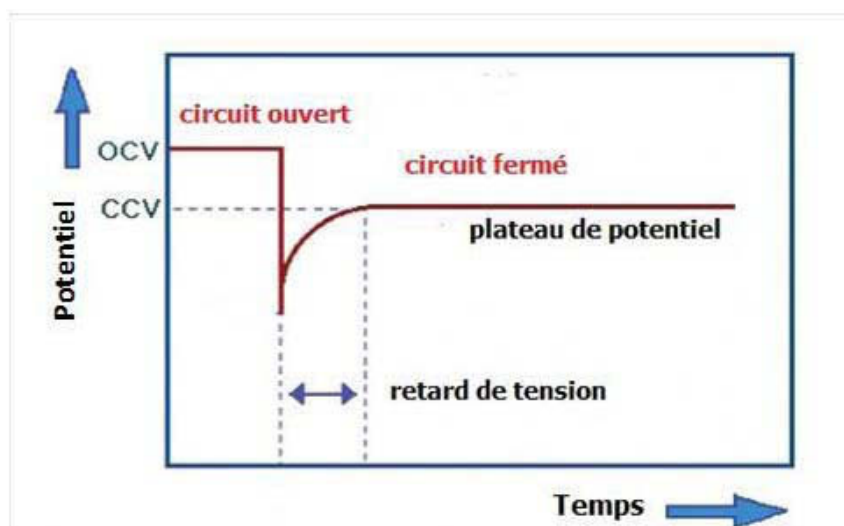 circuit ouvert
OCV
circuit fermé
CCV
plateau de potentiel
Potentiel
retard de tension
Temps